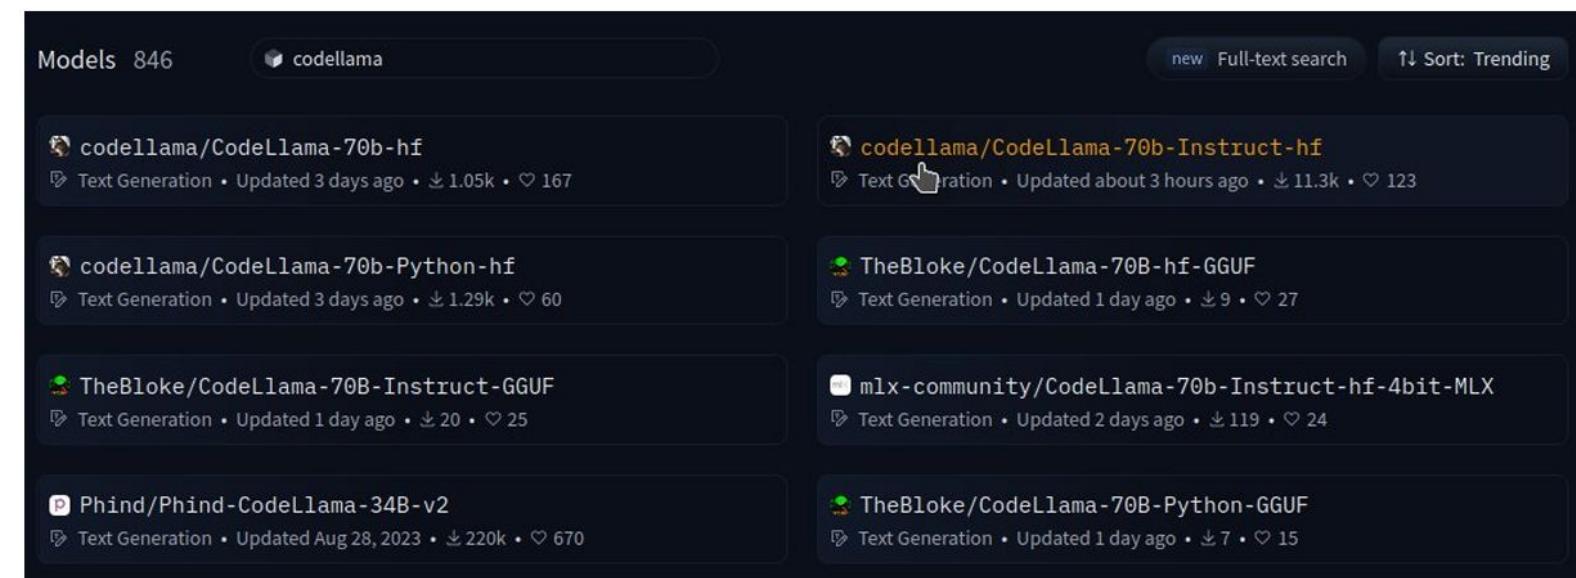 Models 846 codellama new Full-text search Sort: Trending
codellama/CodeLlama-70b-hf
Text Generation • Updated 3 days ago • 1.05k • 167
codellama/CodeLlama-70b-Instruct-hf
Text Generation • Updated about 3 hours ago • 11.3k • 123
codellama/CodeLlama-70b-Python-hf
Text Generation • Updated 3 days ago • 1.29k • 60
TheBloke/CodeLlama-70B-hf-GGUF
Text Generation • Updated 1 day ago • 9 • 27
TheBloke/CodeLlama-70B-Instruct-GGUF
Text Generation • Updated 1 day ago • 20 • 25
mlx-community/CodeLlama-70b-Instruct-hf-4bit-MLX
Text Generation • Updated 2 days ago • 119 • 24
Phind/Phind-CodeLlama-34B-v2
Text Generation • Updated Aug 28, 2023 • 220k • 670
TheBloke/CodeLlama-70B-Python-GGUF
Text Generation • Updated 1 day ago • 7 • 15